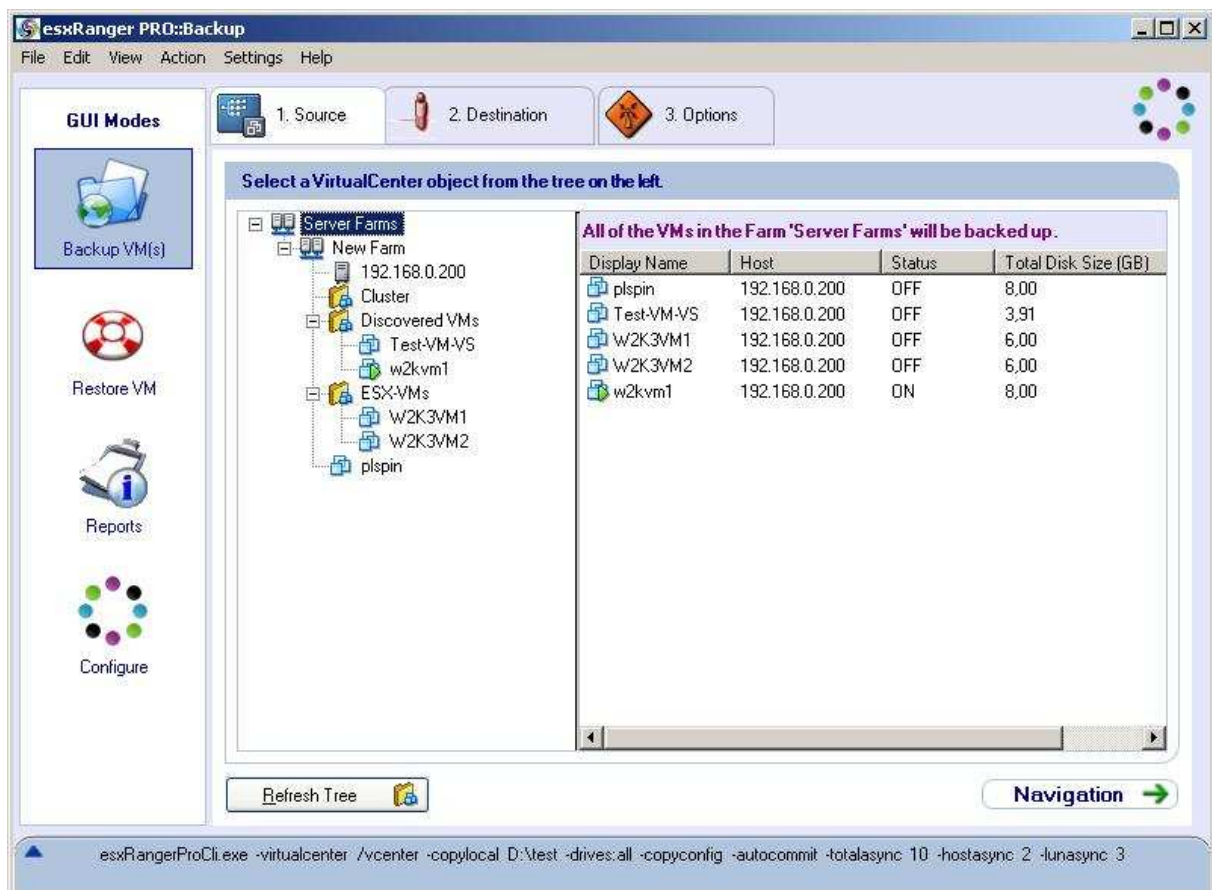 esxRanger PRO::Backup
File Edit View Action Settings Help
GUI Modes
Backup VM(s)
Restore VM
Reports
Configure
1. Source
2. Destination
3. Options
Select a VirtualCenter object from the tree on the left.
Server Farms
New Farm
192.168.0.200
Cluster
Discovered VMs
Test-VM-VS
w2kvm1
ESX-VMs
W2K3VM1
W2K3VM2
plspin
All of the VMs in the Farm 'Server Farms' will be backed up.
Display Name Host Status Total Disk Size (GB)
plspin 192.168.0.200 OFF 8,00
Test-VM-VS 192.168.0.200 OFF 3,91
W2K3VM1 192.168.0.200 OFF 6,00
W2K3VM2 192.168.0.200 OFF 6,00
w2kvm1 192.168.0.200 ON 8,00
Refresh Tree
Navigation
esxRangerProCli.exe -virtualcenter /vcenter -copylocal D:\test -drives:all -copyconfig -autocommit -totalasync 10 -hostasync 2 -lunasync 3